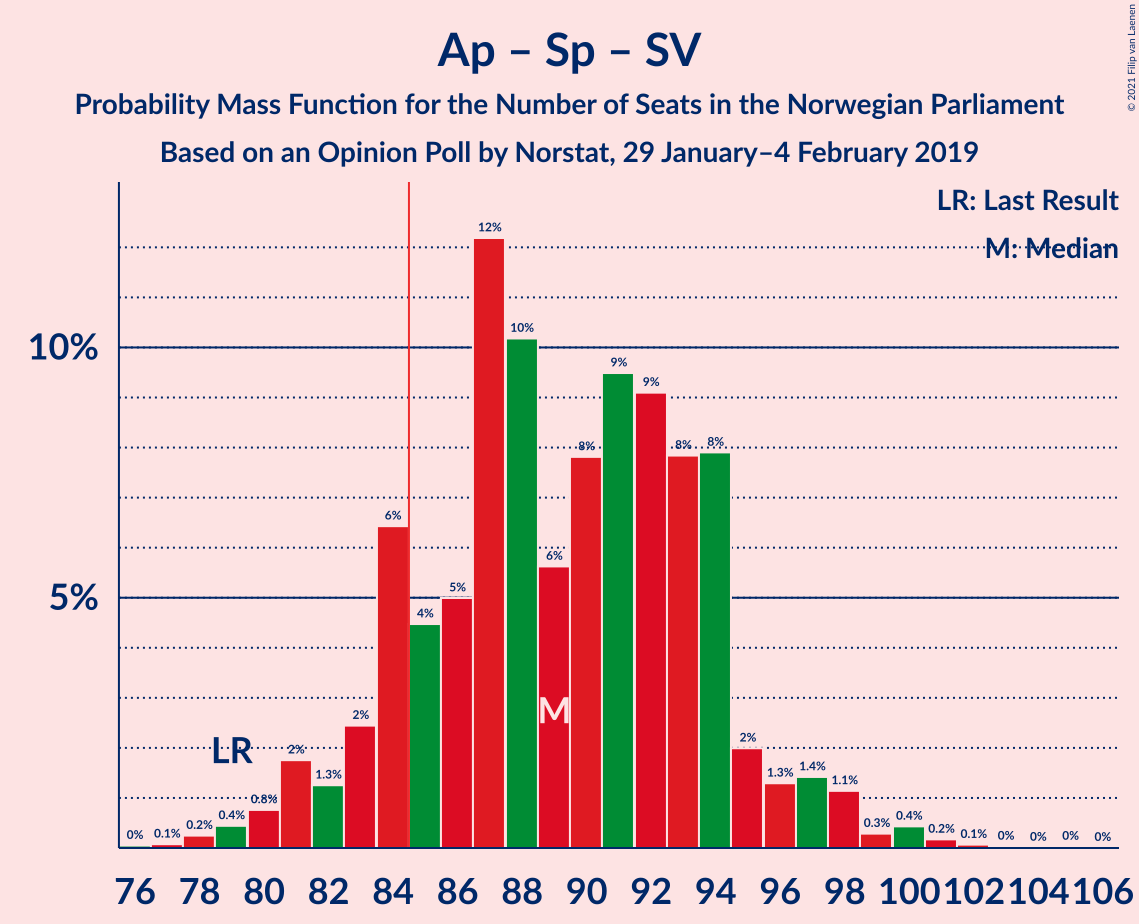 Ap – Sp – SV
Probability Mass Function for the Number of Seats in the Norwegian Parliament
Based on an Opinion Poll by Norstat, 29 January–4 February 2019
© 2021 Filip van Laenen
LR: Last Result
M: Median
10%
5%
LR
M
0% 0.1% 0.2% 0.4% 0.8% 2% 1.3% 2% 6% 4% 5% 12% 10% 6% 8% 9% 9% 8% 8% 2% 1.3% 1.4% 1.1% 0.3% 0.4% 0.2% 0.1% 0% 0% 0% 0%
76 78 80 82 84 86 88 90 92 94 96 98 100 102 104 106